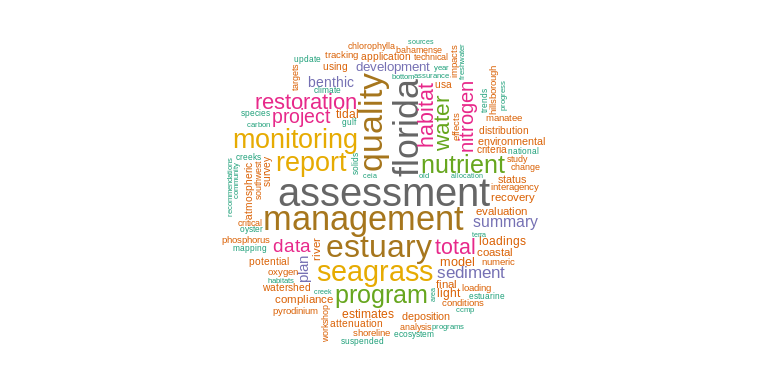 sources
chlorophylla
bahamense
tracking
application
technical
update
using
development
year
freshwater
impacts
targets
benthic
bottom
assurance
climate
usa
restoration
quality
florida
habitat
water
nitrogen
trends
hillsborough
progress
species
project
tidal
carbon
gulf
manatee
effects
distribution
monitoring
environmental
creeks
report
solids
nutrient
criteria
national
study
change
recommendations
community
atmospheric
southwest
survey
ceia
old
allocation
status
interagency
assessment
recovery
management
evaluation
critical
oyster
summary
terra
phosphorus
data
river
estuary
total
loadings
mapping
coastal
potential
plan
seagrass
model
numeric
oxygen
sediment
habitats
watershed
creek
program
area
final
light
loading
estuarine
compliance
conditions
pyrodinium
ccmp
workshop
estimates
deposition
attenuation
analysis
programs
shoreline
ecosystem
suspended